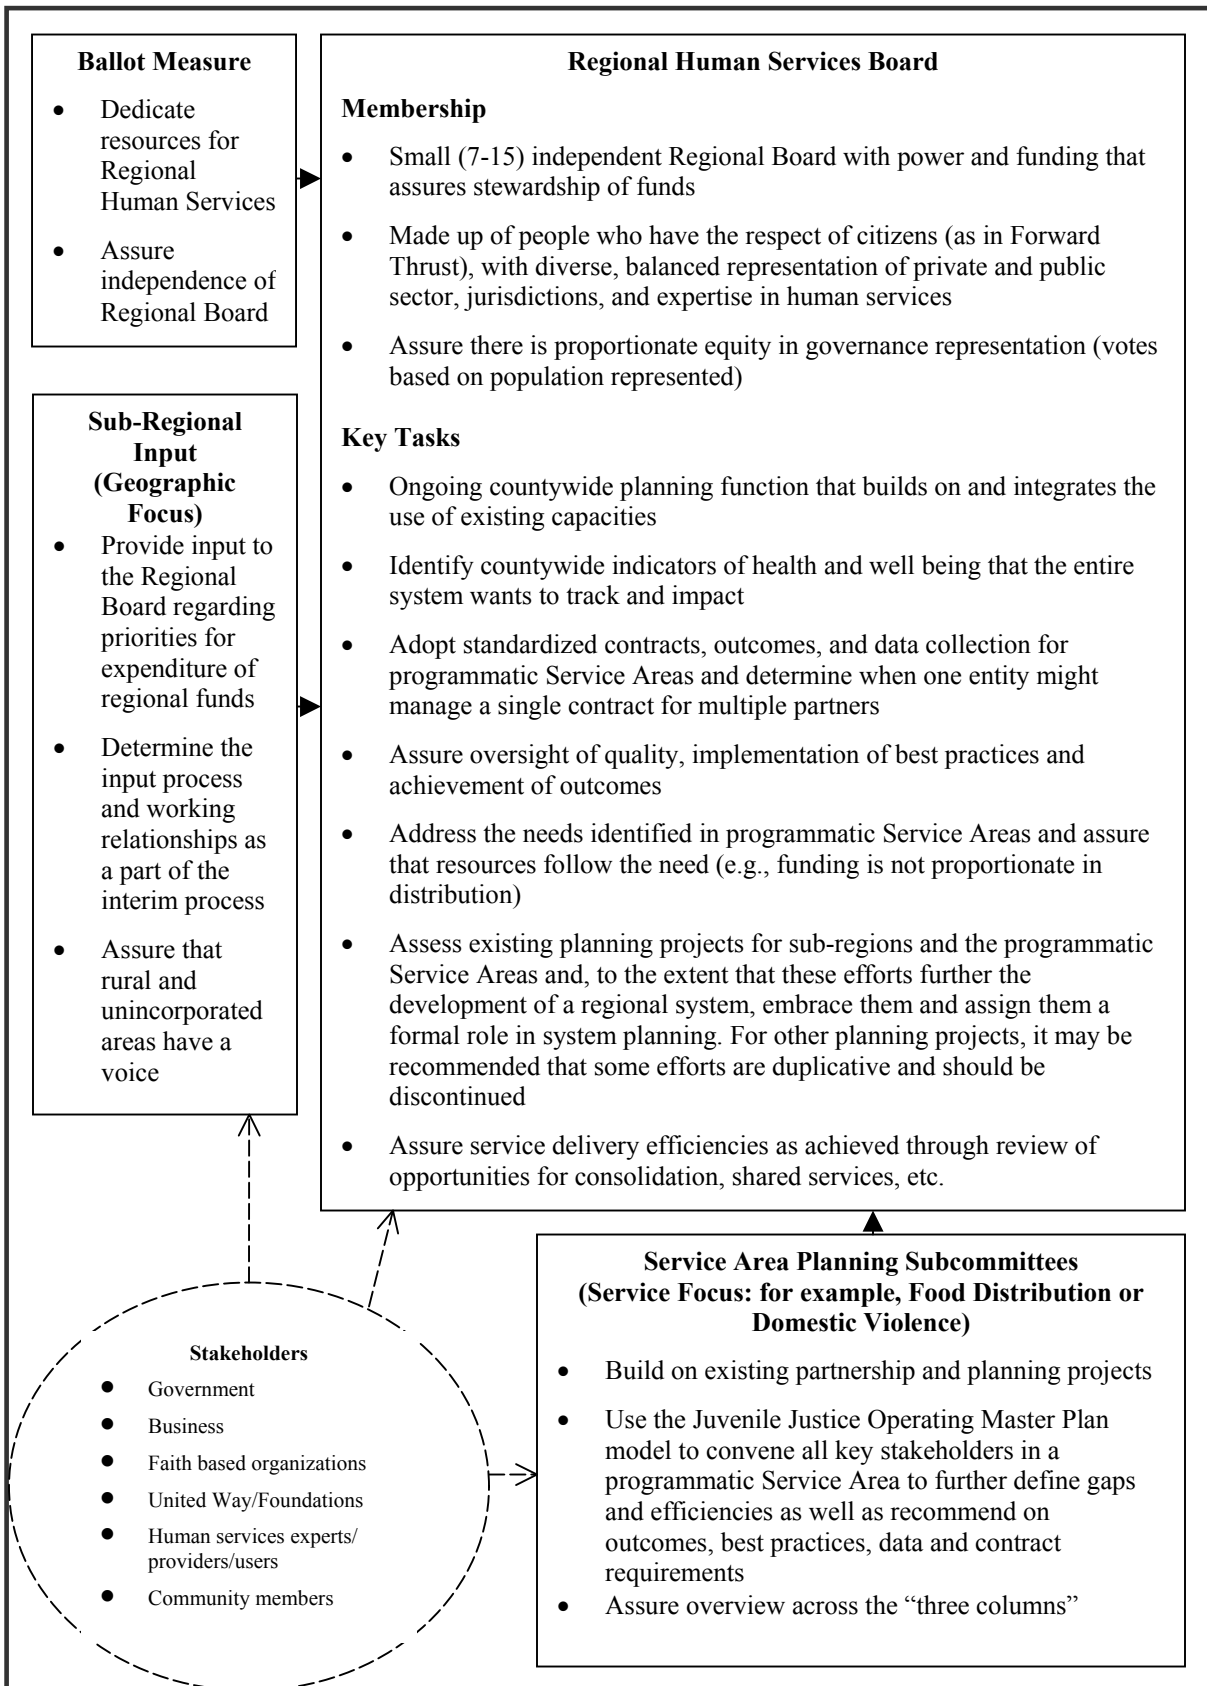 Ballot Measure
• Dedicate
resources for
Regional
Human Services
• Assure
independence of
Regional Board
Regional Human Services Board
Membership
• Small (7-15) independent Regional Board with power and funding that
assures stewardship of funds
• Made up of people who have the respect of citizens (as in Forward
Thrust), with diverse, balanced representation of private and public
sector, jurisdictions, and expertise in human services
• Assure there is proportionate equity in governance representation (votes
based on population represented)
Key Tasks
• Ongoing countywide planning function that builds on and integrates the
use of existing capacities
• Identify countywide indicators of health and well being that the entire
system wants to track and impact
• Adopt standardized contracts, outcomes, and data collection for
programmatic Service Areas and determine when one entity might
manage a single contract for multiple partners
• Assure oversight of quality, implementation of best practices and
achievement of outcomes
• Address the needs identified in programmatic Service Areas and assure
that resources follow the need (e.g., funding is not proportionate in
distribution)
• Assess existing planning projects for sub-regions and the programmatic
Service Areas and, to the extent that these efforts further the
development of a regional system, embrace them and assign them a
formal role in system planning. For other planning projects, it may be
recommended that some efforts are duplicative and should be
discontinued
• Assure service delivery efficiencies as achieved through review of
opportunities for consolidation, shared services, etc.
Sub-Regional
Input
(Geographic
Focus)
• Provide input to
the Regional
Board regarding
priorities for
expenditure of
regional funds
• Determine the
input process
and working
relationships as
a part of the
interim process
• Assure that
rural and
unincorporated
areas have a
voice
Stakeholders
• Government
• Business
• Faith based organizations
• United Way/Foundations
• Human services experts/
providers/users
• Community members
Service Area Planning Subcommittees
(Service Focus: for example, Food Distribution or
Domestic Violence)
• Build on existing partnership and planning projects
• Use the Juvenile Justice Operating Master Plan
model to convene all key stakeholders in a
programmatic Service Area to further define gaps
and efficiencies as well as recommend on
outcomes, best practices, data and contract
requirements
• Assure overview across the “three columns”